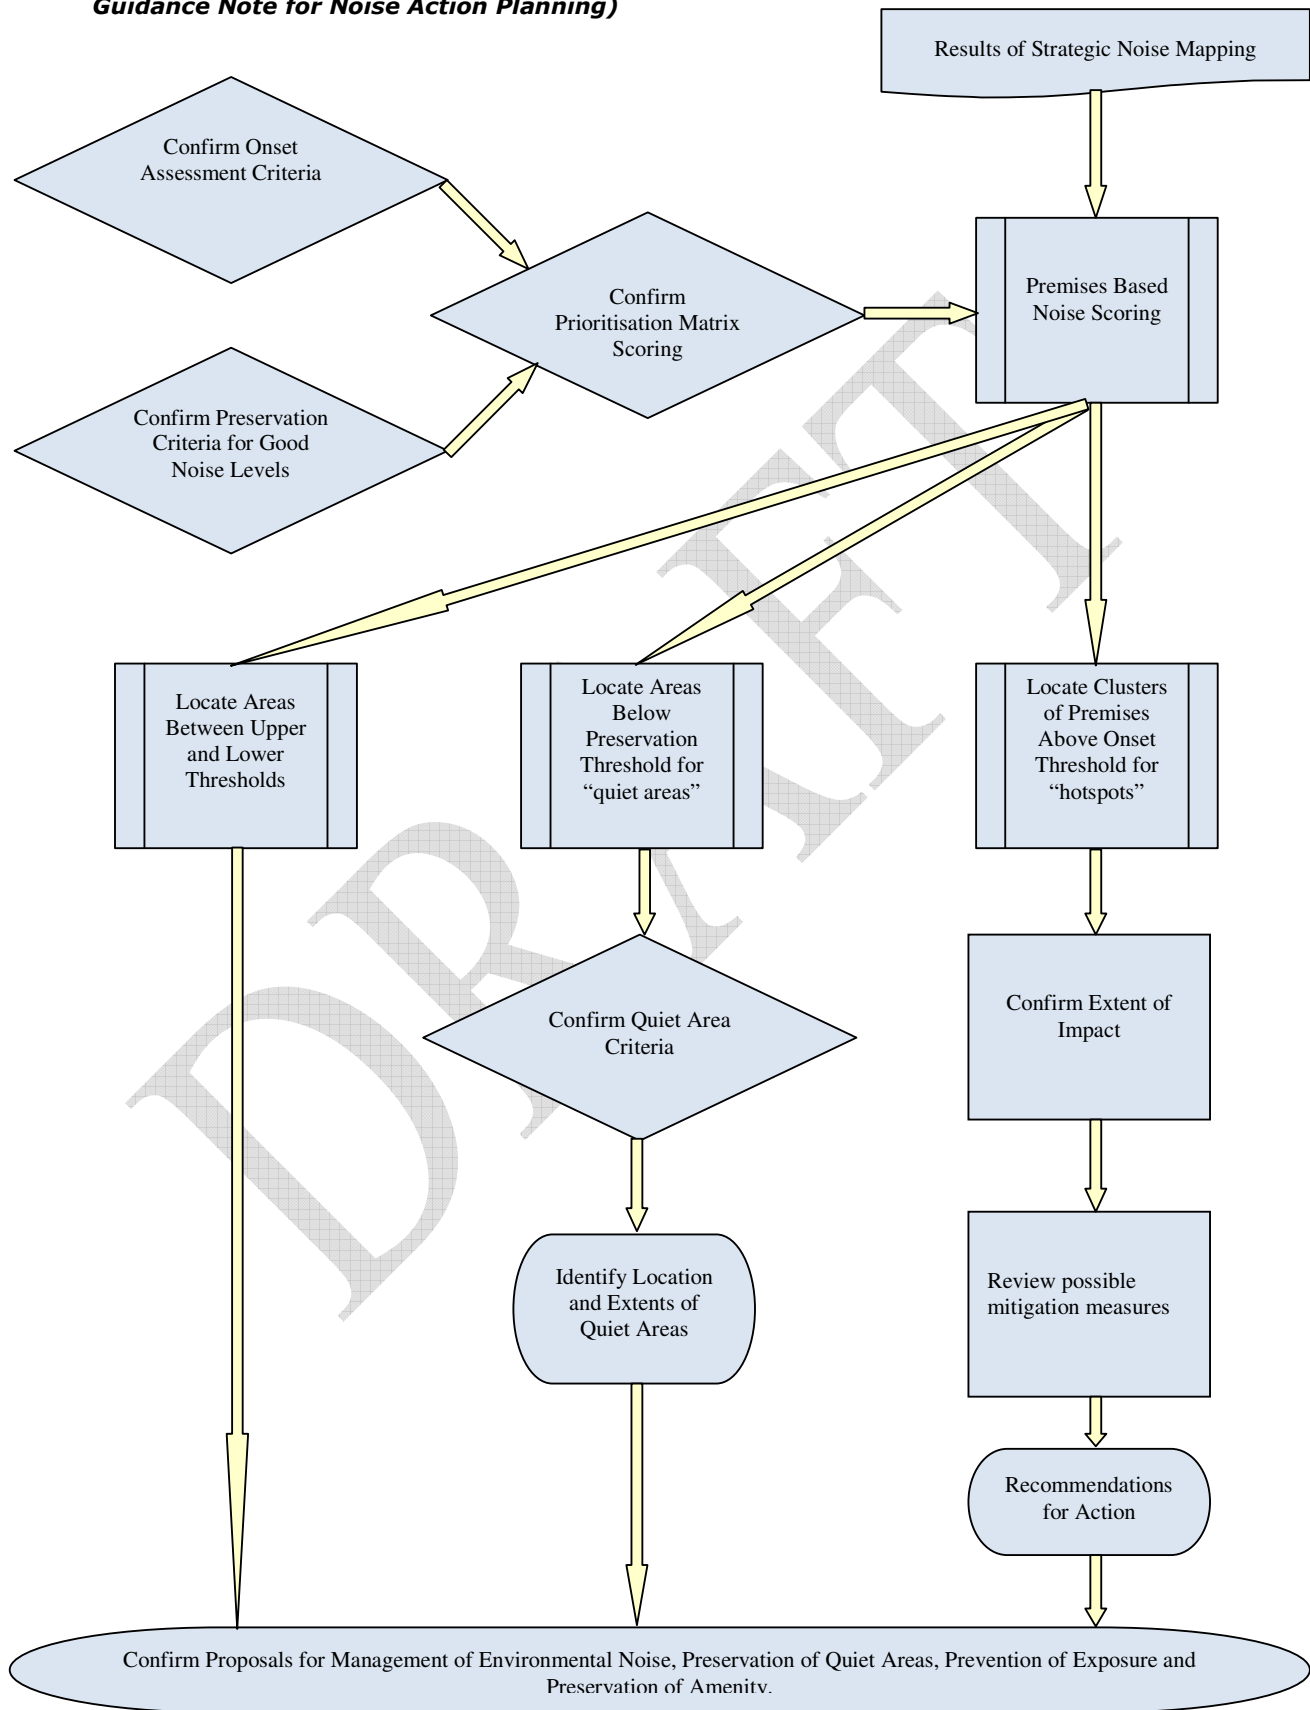 Guidance Note for Noise Action Planning)
Results of Strategic Noise Mapping
Confirm Onset
Assessment Criteria
Confirm
Prioritisation Matrix
Scoring
Premises Based
Noise Scoring
Confirm Preservation
Criteria for Good
Noise Levels
Locate Areas
Between Upper
and Lower
Thresholds
Locate Areas
Below
Preservation
Threshold for
“quiet areas”
Locate Clusters
of Premises
Above Onset
Threshold for
“hotspots”
Confirm Quiet Area
Criteria
Confirm Extent of
Impact
Identify Location
and Extents of
Quiet Areas
Review possible
mitigation measures
Recommendations
for Action
Confirm Proposals for Management of Environmental Noise, Preservation of Quiet Areas, Prevention of Exposure and
Preservation of Amenity.
DRAFT